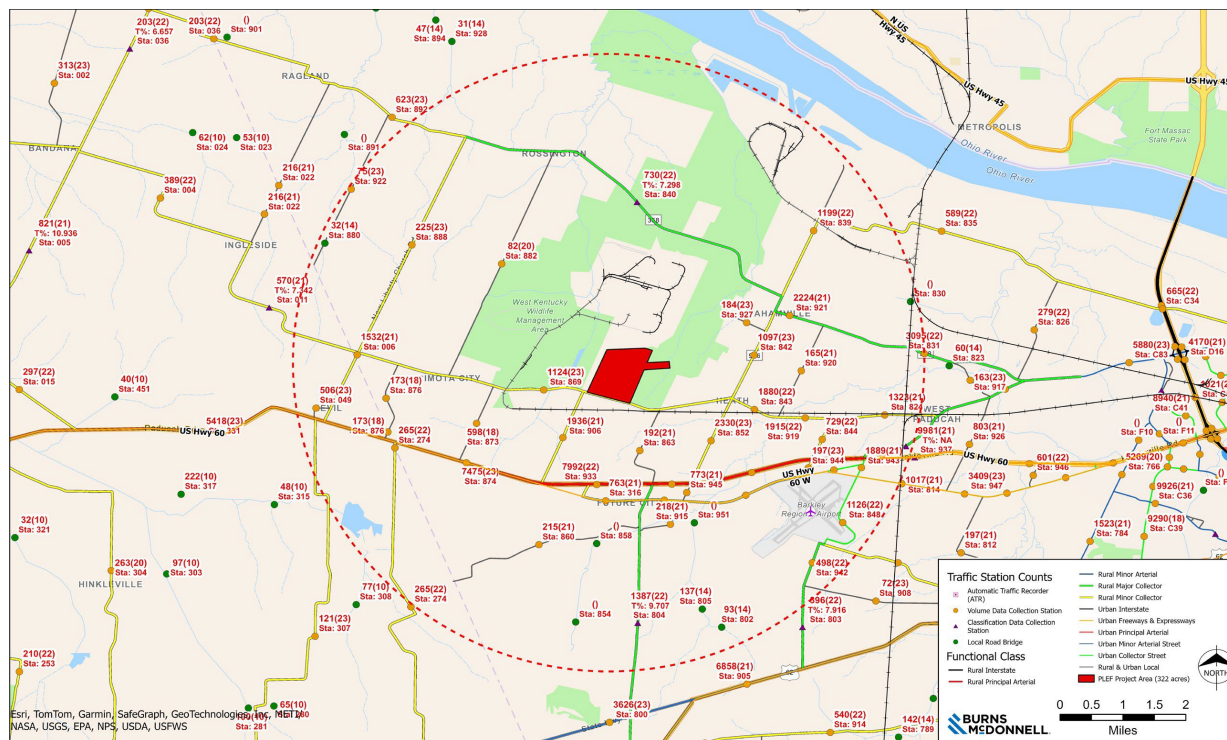 203(22)
T%: 6.657
Sta: 036
203(22)
Sta: 036
()
Sta: 901
47(14)
Sta: 894
31(14)
Sta: 928
N US
Hwy 45
US Hwy 45
US Hwy 45
313(23)
Sta: 002
RAGLAND
623(23)
Sta: 892
METROPOLIS
Fort Massac
State Park
62(10)
Sta: 024
53(10)
Sta: 023
()
Sta: 891
BANDANA
ROSSINGTON
Ohio River
Ohio River
389(22)
Sta: 004
216(21)
Sta: 022
216(21)
Sta: 022
75(23)
Sta: 922
730(22)
T%: 7.298
Sta: 840
358
821(21)
T%: 10.936
Sta: 005
INGLESIDE
32(14)
Sta: 880
225(23)
Sta: 888
82(20)
Sta: 882
1199(22)
Sta: 839
589(22)
Sta: 835
570(21)
T%: 7.342
Sta: 011
New Liberty Church Rd
West Kentucky
Wildlife
Management
Area
184(23)
Sta: 927
2224(21)
Sta: 921
()
Sta: 830
665(22)
Sta: C34
279(22)
Sta: 826
1532(21)
Sta: 006
1097(23)
Sta: 842
3095(22)
Sta: 831
60(14)
Sta: 823
5880(23)
Sta: C83
4170(21)
Sta: D16
297(22)
Sta: 015
40(10)
Sta: 451
506(23)
Sta: 049
173(18)
Sta: 876
1124(23)
Sta: 869
165(21)
Sta: 920
163(23)
Sta: 917
HEATH
1880(22)
Sta: 843
1323(21)
Sta: 824
WEST
PADUCAH
8940(21)
Sta: C41
5418(23)
US Hwy 60
173(18)
Sta: 876
265(22)
Sta: 274
598(18)
Sta: 873
1936(21)
Sta: 906
192(21)
Sta: 863
2330(23)
Sta: 852
1915(22)
Sta: 919
729(22)
Sta: 844
T%: NA
Sta: 937
803(21)
Sta: 926
()
Sta: F10
()
Sta: F11
7475(23)
Sta: 874
7992(22)
Sta: 933
763(21)
Sta: 316
773(21)
Sta: 945
US Hwy
60 W
197(23)
Sta: 944
1889(21)
Sta: 943
US Hwy 60
601(22)
Sta: 946
5209(20)
Sta: 766
222(10)
Sta: 317
48(10)
Sta: 315
FUTURE CITY
218(21)
Sta: 915
()
Sta: 951
1017(21)
Sta: 814
3409(23)
Sta: 947
9926(21)
Sta: C36
32(10)
Sta: 321
215(21)
Sta: 860
()
Sta: 858
Barkley
Regional Airport
1126(22)
Sta: 848
1523(21)
Sta: 784
9290(18)
Sta: C39
263(20)
Sta: 304
97(10)
Sta: 303
HINKLEVILLE
197(21)
Sta: 812
498(22)
Sta: 942
72(23)
Sta: 908
77(10)
Sta: 308
265(22)
Sta: 274
121(23)
Sta: 307
()
Sta: 854
1387(22)
T%: 9.707
Sta: 804
137(14)
Sta: 805
93(14)
Sta: 802
896(22)
T%: 7.916
Sta: 803
210(22)
Sta: 253
6858(21)
Sta: 905
62
65(10)
3626(23)
Sta: 800
540(22)
Sta: 914
142(14)
Sta: 789
Sta: 281
Esri, TomTom, Garmin, SafeGraph, GeoTechnologies, Inc, METI/
NASA, USGS, EPA, NPS, USDA, USFWS
Traffic Station Counts
Automatic Traffic Recorder
(ATR)
Volume Data Collection Station
Classification Data Collection
Station
Local Road Bridge
Functional Class
Rural Interstate
Rural Principal Arterial
Rural Minor Arterial
Rural Major Collector
Rural Minor Collector
Urban Interstate
Urban Freeways & Expressways
Urban Principal Arterial
Urban Minor Arterial Street
Urban Collector Street
Rural & Urban Local
PLEF Project Area (322 acres)
NORTH
BURNS
McDONNELL
0 0.5 1 2
Miles